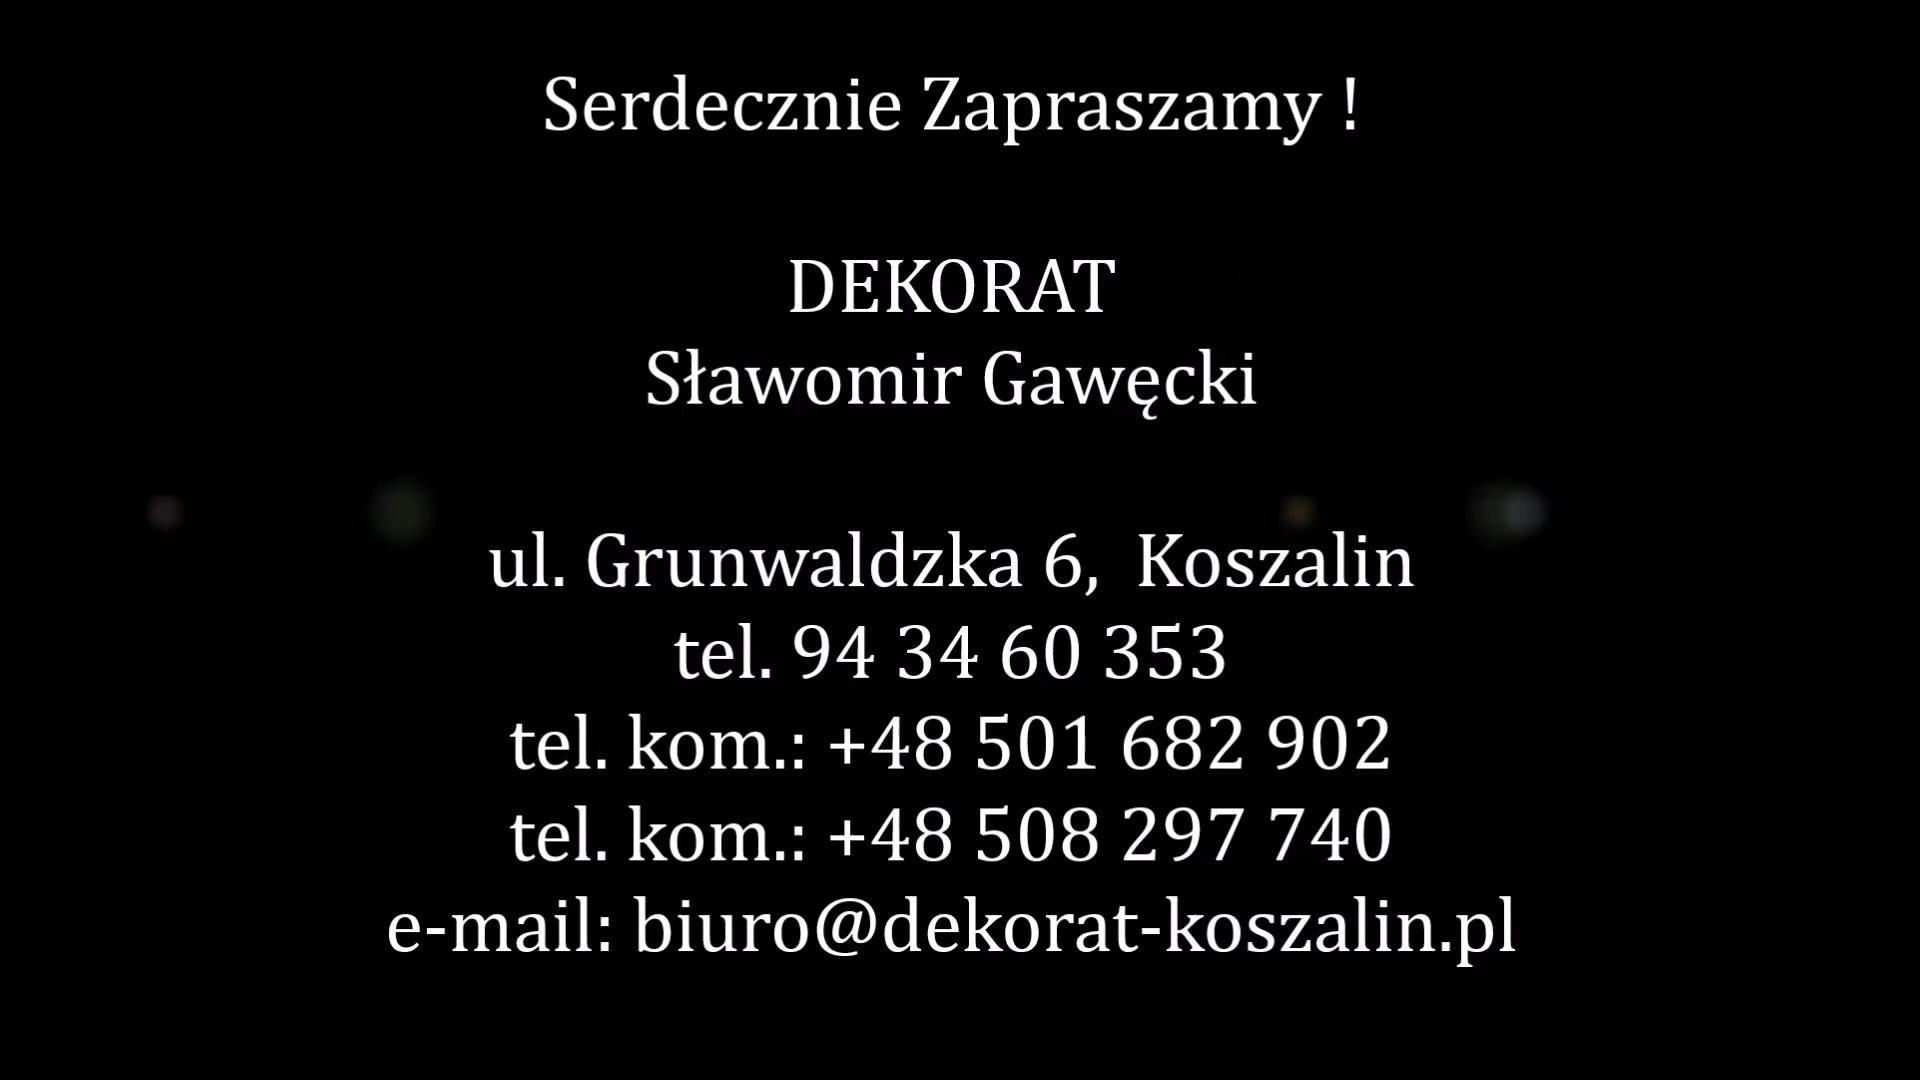 Serdecznie Zapraszamy !
DEKORAT
Sławomir Gawęcki
ul. Grunwaldzka 6,  Koszalin
tel. 94 34 60 353
tel. kom.: +48 501 682 902
tel. kom.: +48 508 297 740
e-mail: biuro@dekorat-koszalin.pl